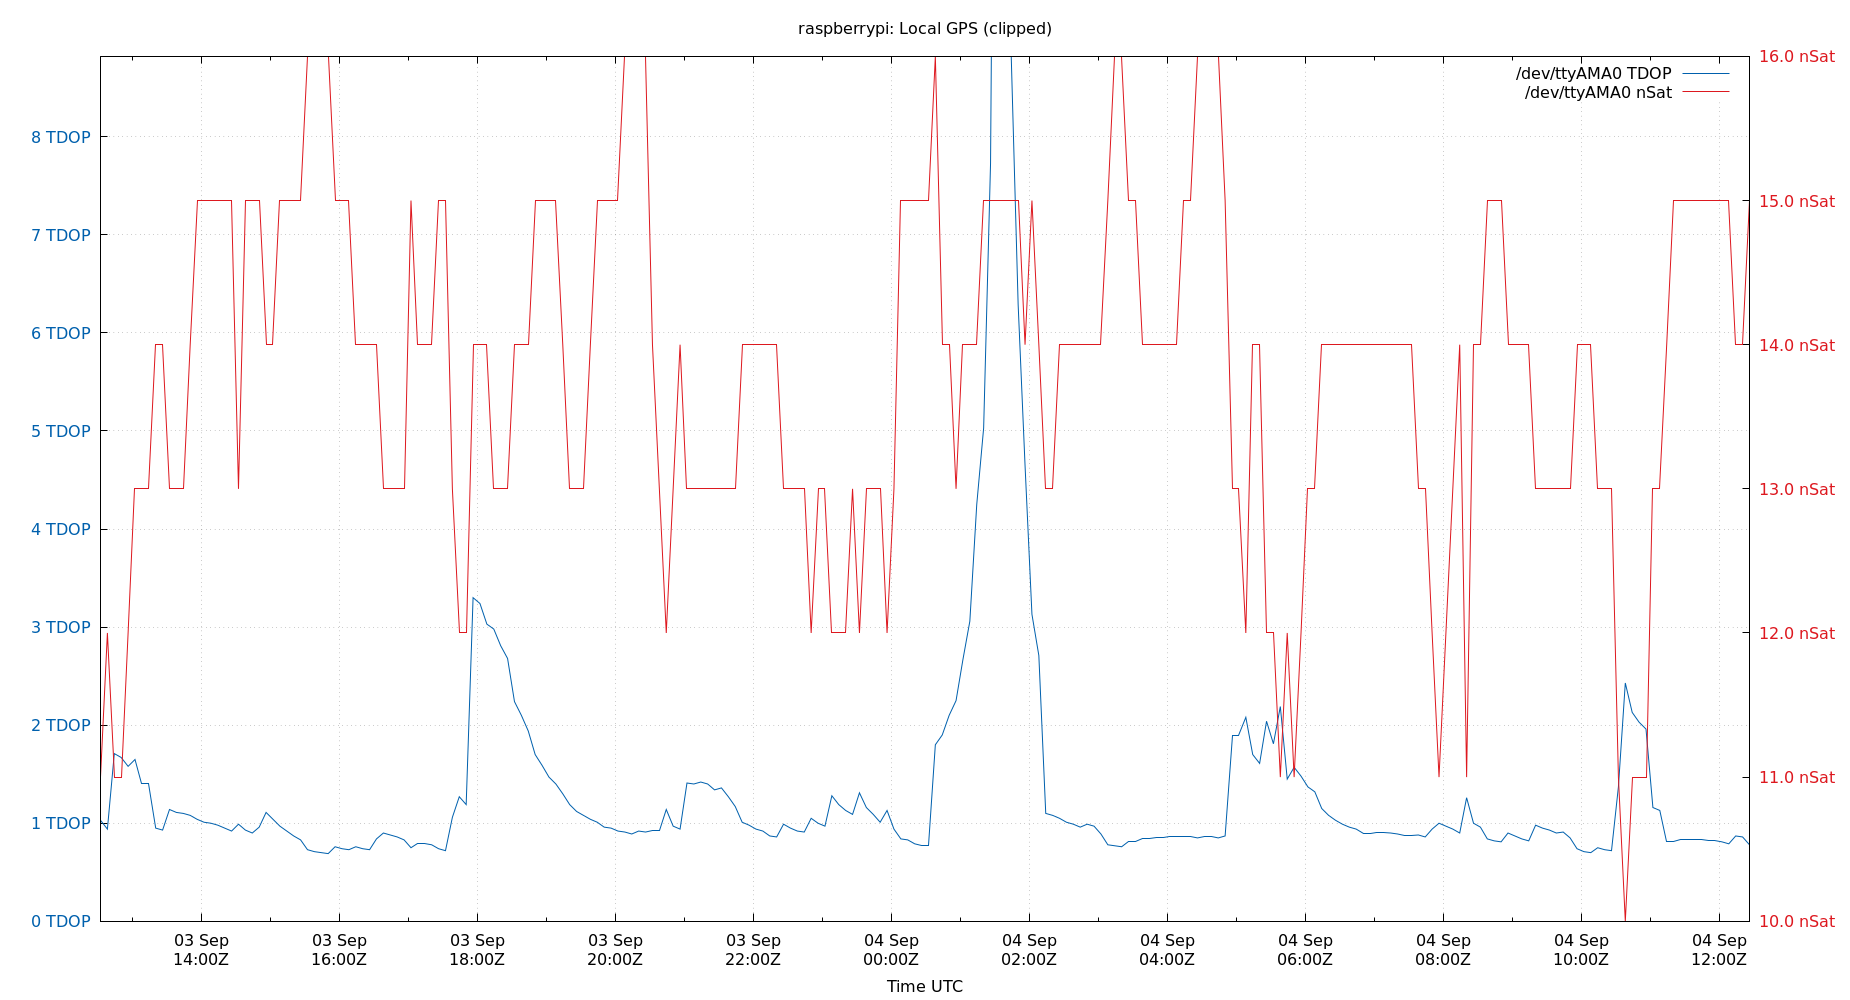 raspberrypi: Local GPS (clipped)
/dev/ttyAMA0 TDOP
/dev/ttyAMA0 nSat
8 TDOP
7 TDOP
6 TDOP
5 TDOP
4 TDOP
3 TDOP
2 TDOP
1 TDOP
0 TDOP
16.0 nSat
15.0 nSat
14.0 nSat
13.0 nSat
12.0 nSat
11.0 nSat
10.0 nSat
03 Sep
14:00Z
03 Sep
16:00Z
03 Sep
18:00Z
03 Sep
20:00Z
03 Sep
22:00Z
04 Sep
00:00Z
04 Sep
02:00Z
04 Sep
04:00Z
04 Sep
06:00Z
04 Sep
08:00Z
04 Sep
10:00Z
04 Sep
12:00Z
Time UTC